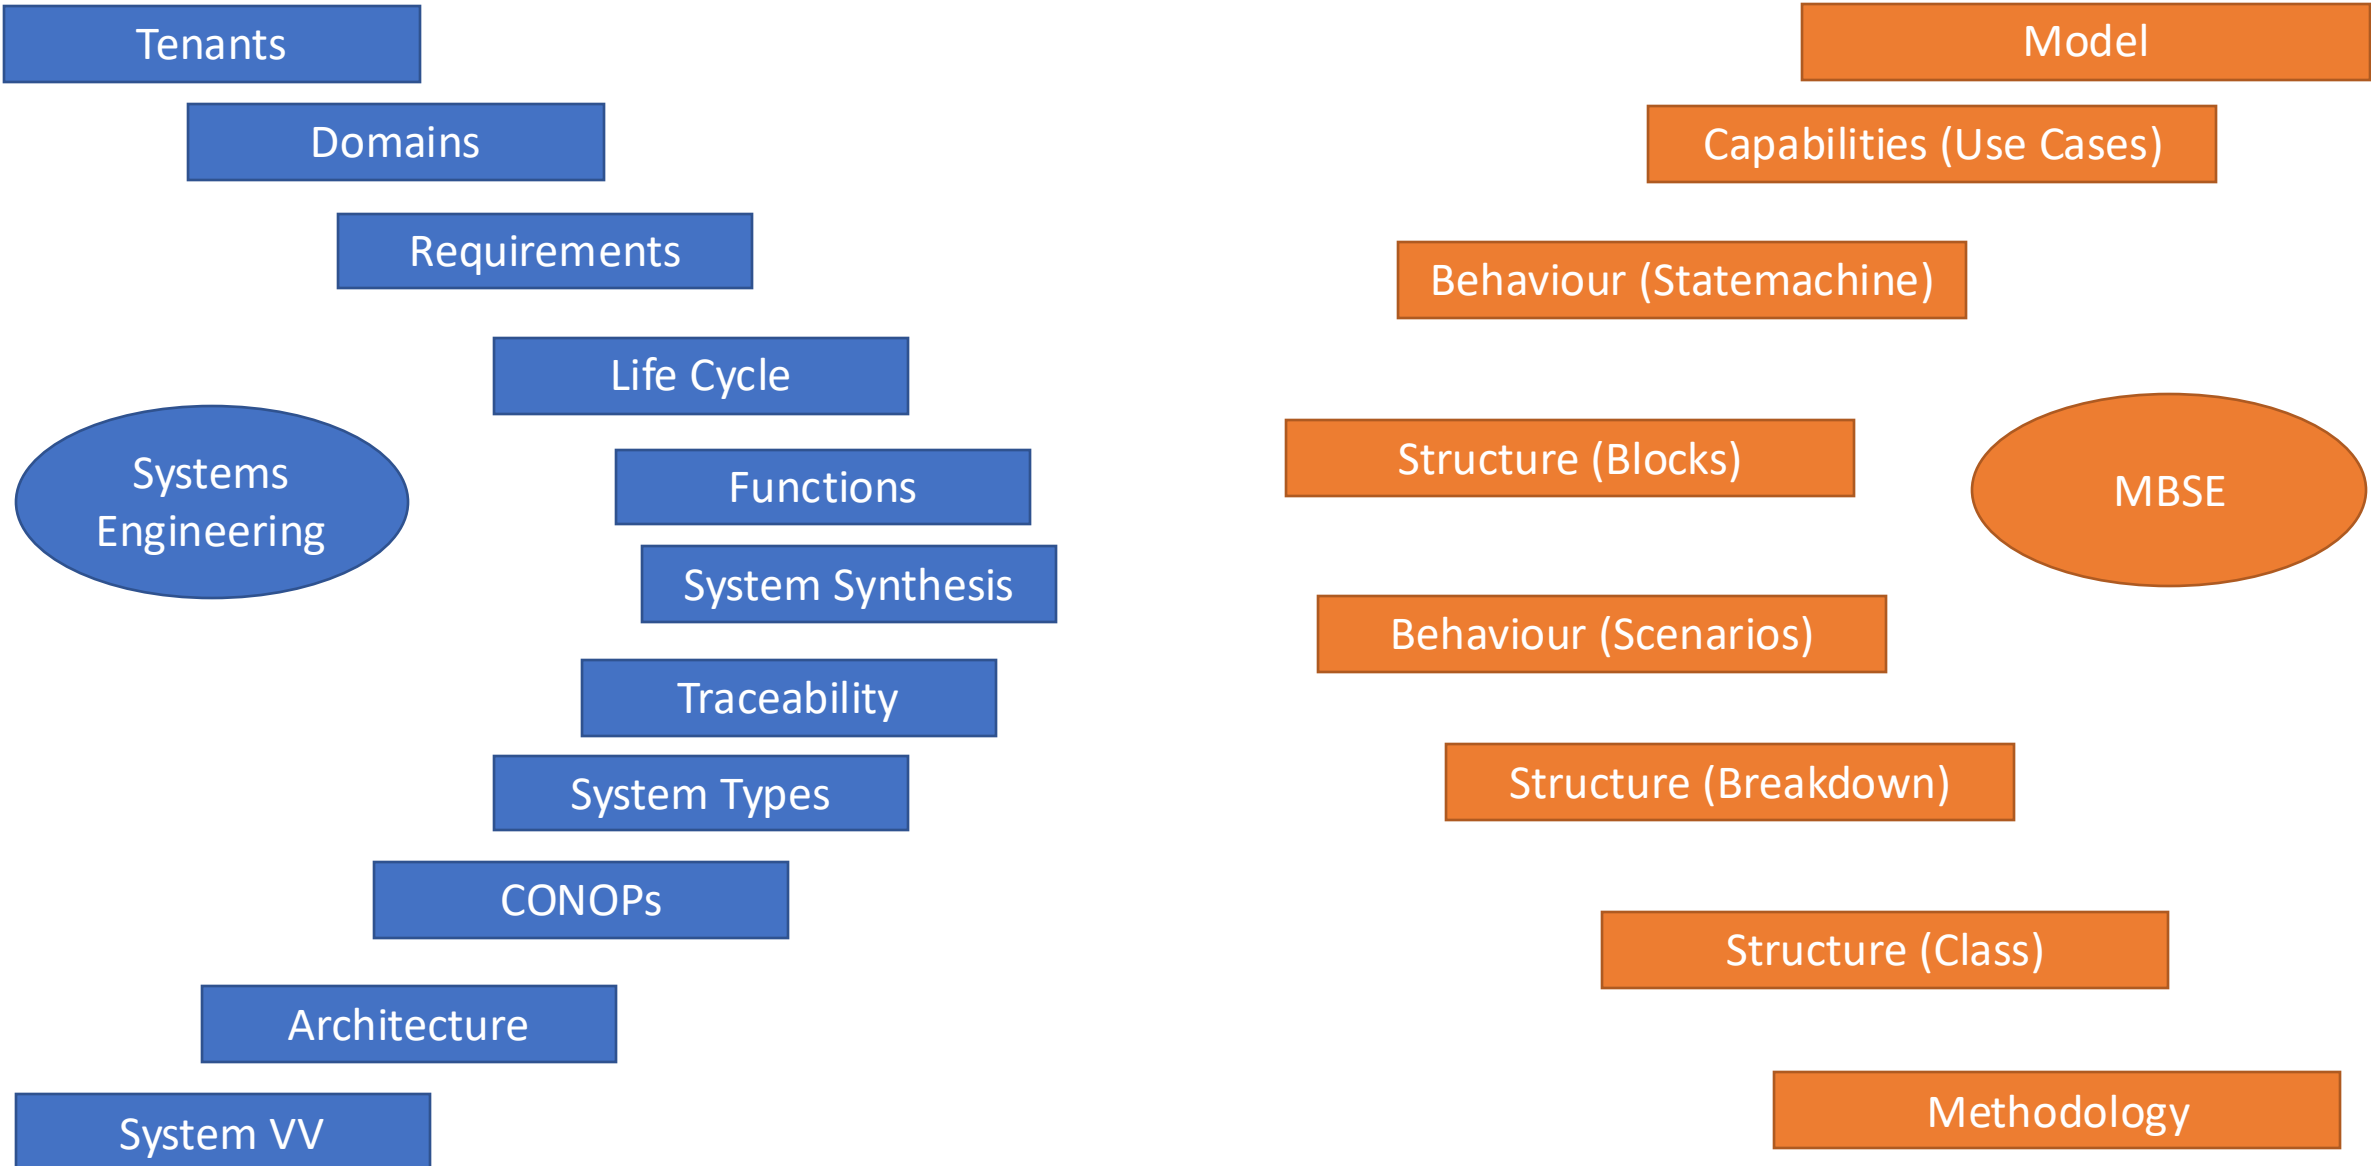 Tenants
Domains
Requirements
Life Cycle
Systems
Engineering
Functions
System Synthesis
Traceability
System Types
CONOPs
Architecture
System VV
Model
Capabilities (Use Cases)
Behaviour (Statemachine)
Structure (Blocks)
MBSE
Behaviour (Scenarios)
Structure (Breakdown)
Structure (Class)
Methodology